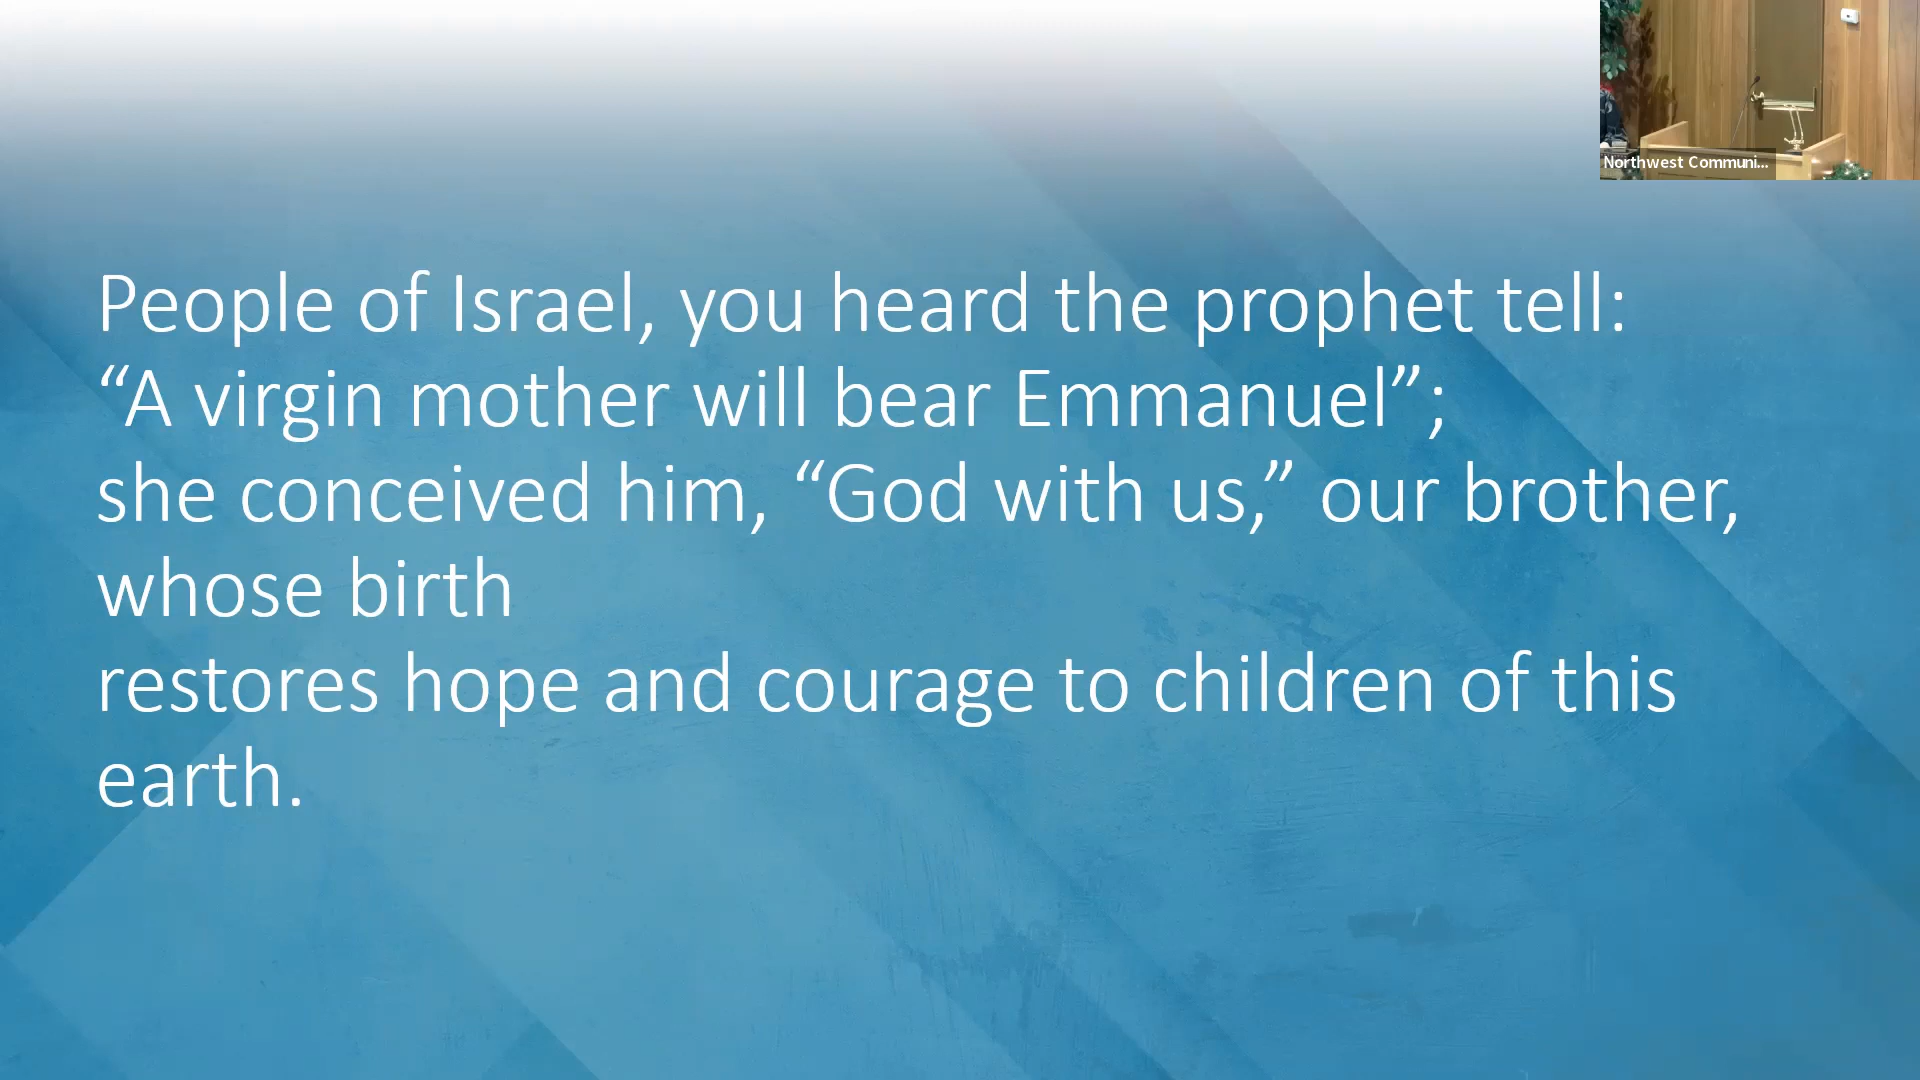 Northwest Communi...
People of Israel, you heard the prophet tell:
“A virgin mother will bear Emmanuel”;
she conceived him, “God with us,” our brother,
whose birth
restores hope and courage to children of this
earth.